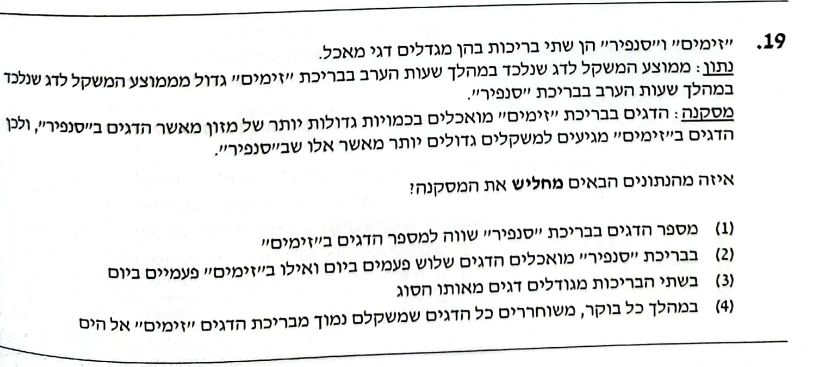 19. "זימים" ו"סנפיר" הן שתי בריכות בהן מגדלים דגי מאכל.
נתון: ממוצע המשקל לדג שנלכד במהלך שעות הערב בבריכת "זימים" גדול מממוצע המשקל לדג שנלכד
במהלך שעות הערב בבריכת "סנפיר".
מסקנה: הדגים בבריכת "זימים" מואכלים בכמויות גדולות יותר של מזון מאשר הדגים ב"סנפיר", ולכן
הדגים ב"זימים" מגיעים למשקלים גדולים יותר מאשר אלו שב"סנפיר".
איזה מהנתונים הבאים מחליש את המסקנה?
(1) מספר הדגים בבריכת "סנפיר" שווה למספר הדגים ב"זימים"
(2) בבריכת "סנפיר" מואכלים הדגים שלוש פעמים ביום ואילו ב"זימים" פעמיים ביום
(3) בשתי הבריכות מגודלים דגים מאותו הסוג
(4) במהלך כל בוקר, משוחררים כל הדגים שמשקלם נמוך מבריכת הדגים "זימים" אל הים